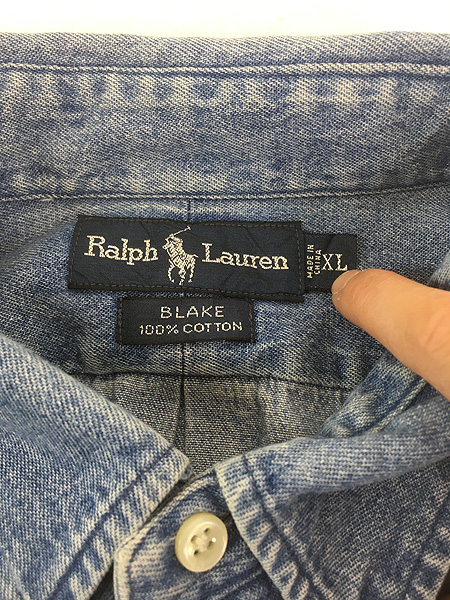 Ralph Lauren
MADE IN
CHINA
XL
BLAKE
100% COTTON